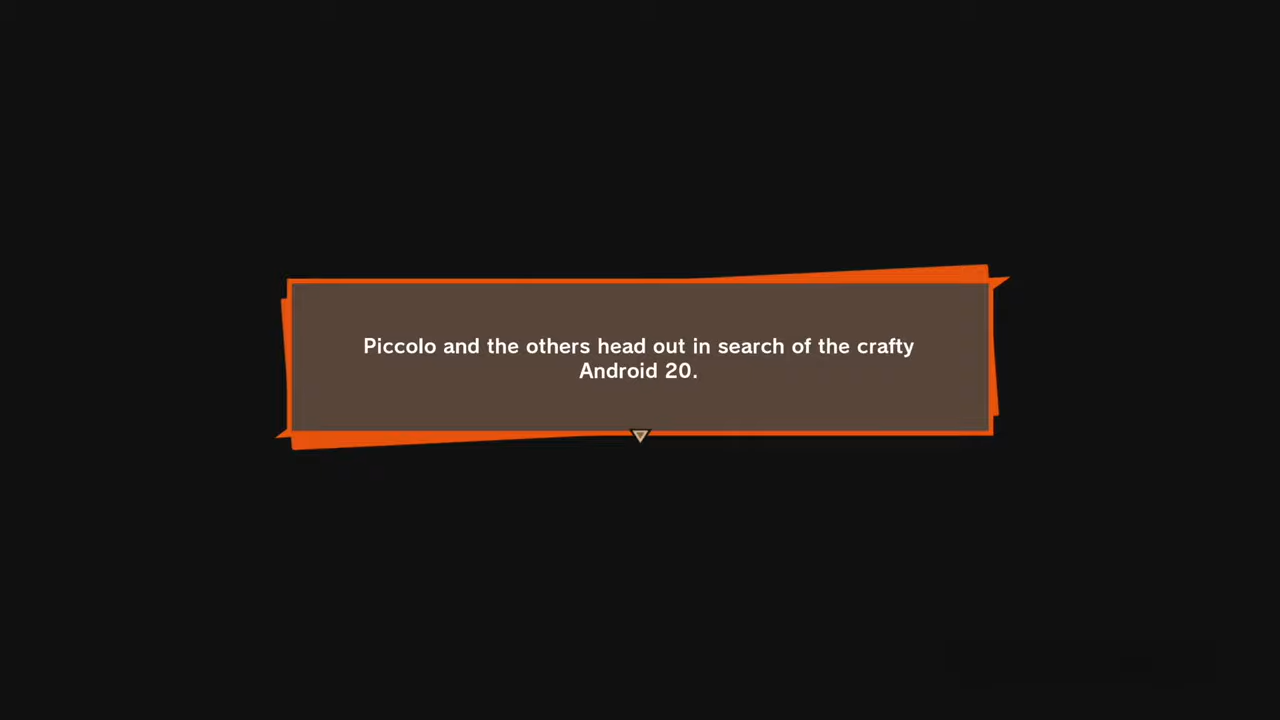 Piccolo and the others head out in search of the crafty
Android 20.